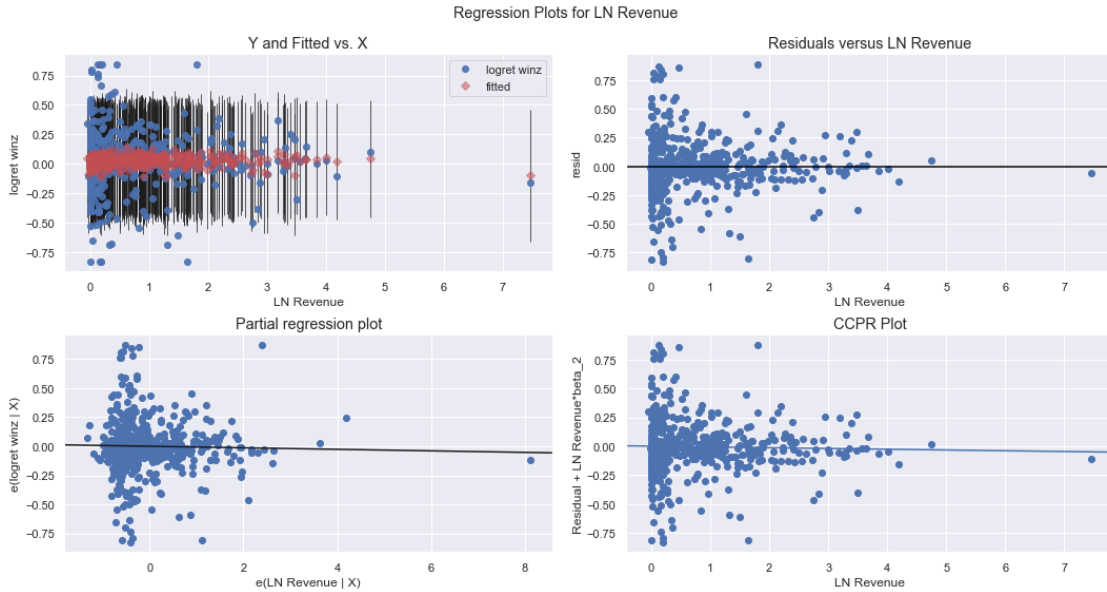 Regression Plots for LN Revenue
Y and Fitted vs. X
logret winz
fitted
0.75
0.50
0.25
0.00
−0.25
−0.50
−0.75
logret winz
0 1 2 3 4 5 6 7
LN Revenue
Residuals versus LN Revenue
0.75
0.50
0.25
0.00
−0.25
−0.50
−0.75
resid
0 1 2 3 4 5 6 7
LN Revenue
Partial regression plot
0.75
0.50
0.25
0.00
−0.25
−0.50
−0.75
e(logret winz | X)
0 2 4 6 8
e(LN Revenue | X)
CCPR Plot
0.75
0.50
0.25
0.00
−0.25
−0.50
−0.75
Residual + LN Revenue*beta_2
0 1 2 3 4 5 6 7
LN Revenue